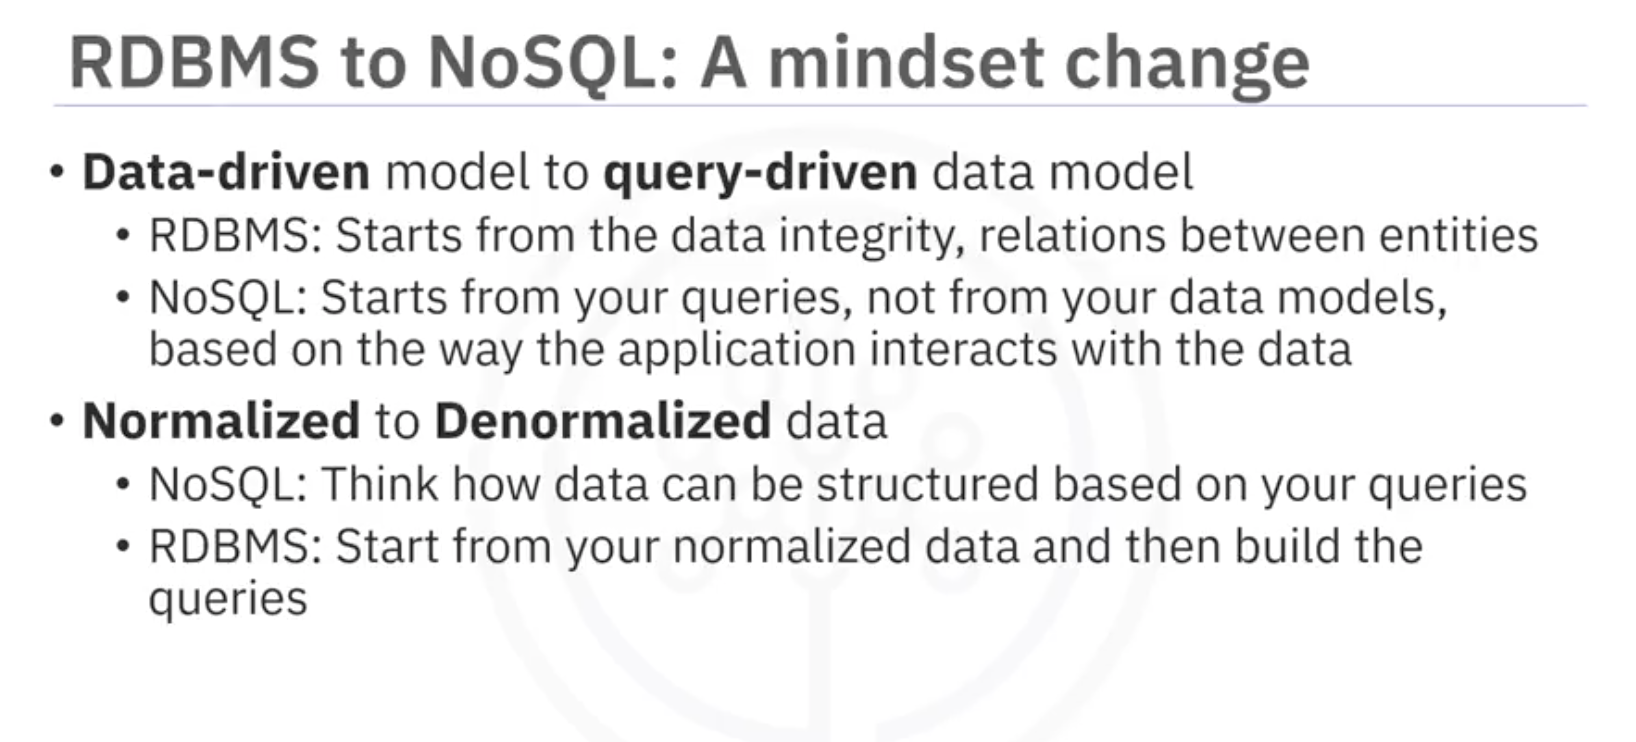 RDBMS to NoSQL: A mindset change
• Data-driven model to query-driven data model
• RDBMS: Starts from the data integrity, relations between entities
• NoSQL: Starts from your queries, not from your data models,
based on the way the application interacts with the data
• Normalized to Denormalized data
• NoSQL: Think how data can be structured based on your queries
• RDBMS: Start from your normalized data and then build the
queries